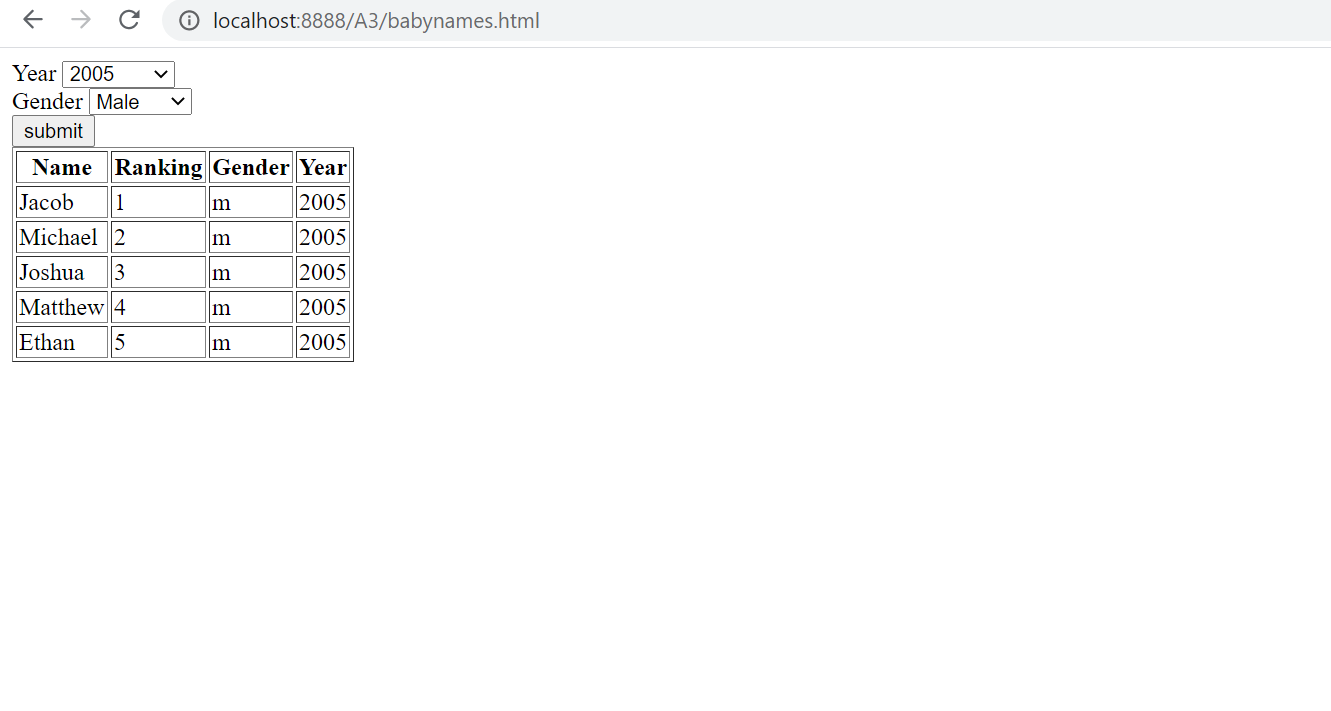 localhost:8888/A3/babynames.html
Year 2005
Gender Male
submit
Name Ranking Gender Year
Jacob 1 m 2005
Michael 2 m 2005
Joshua 3 m 2005
Matthew 4 m 2005
Ethan 5 m 2005